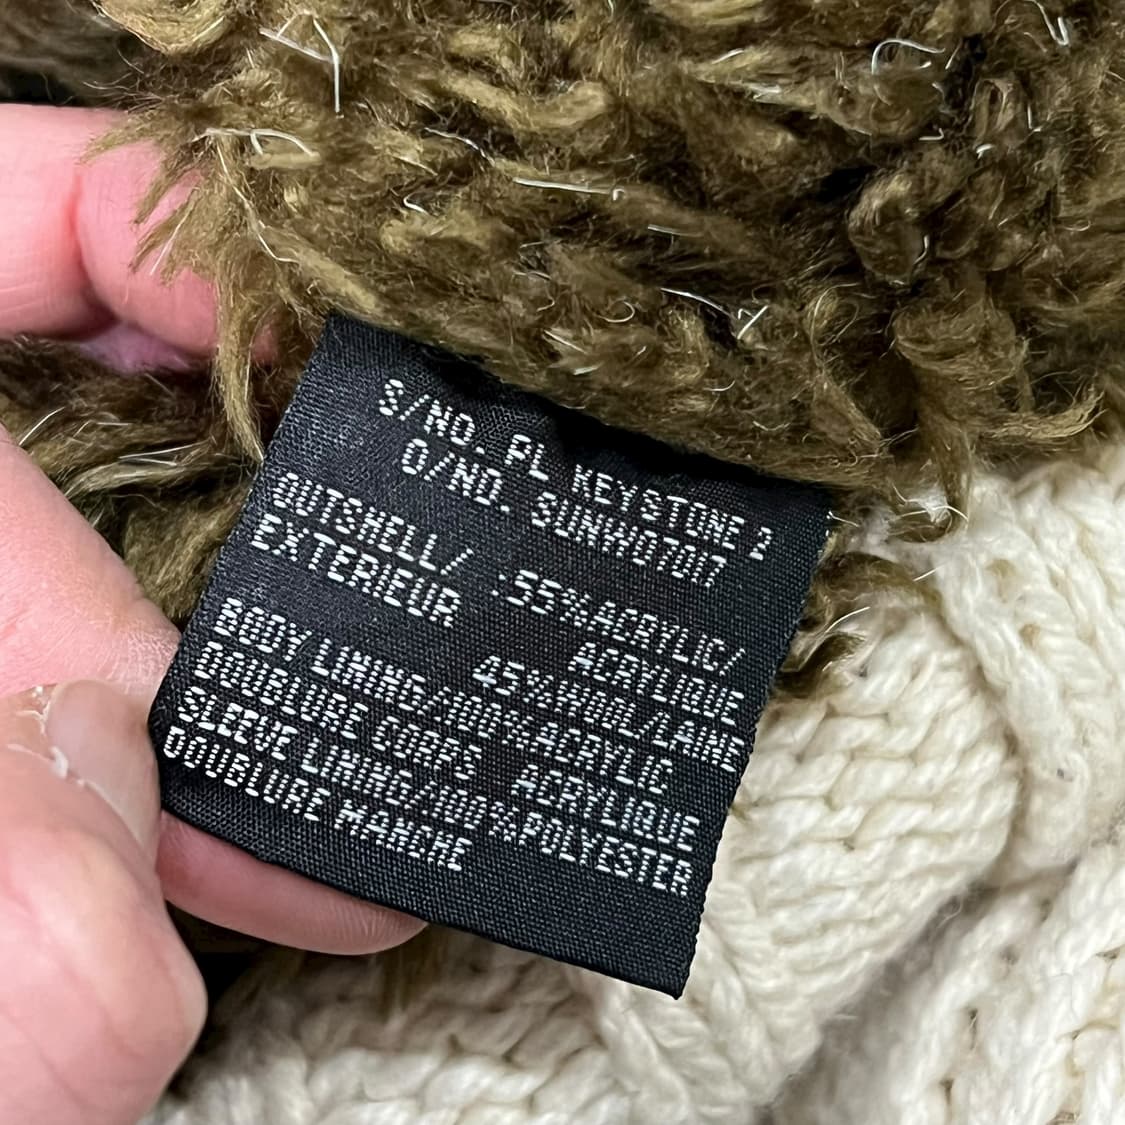 S/NO. PL KEYSTONE 2
O/NO. SUNW07017
OUTSHELL/ :55%ACRYLIC/
EXTERIEUR ACRYLIQUE
45%WOOL/LAINE
BODY LINING/100%ACRYLIC
DOUBLURE CORPS ACRYLIQUE
SLEEVE LINING/100%POLYESTER
DOUBLURE MANCHE